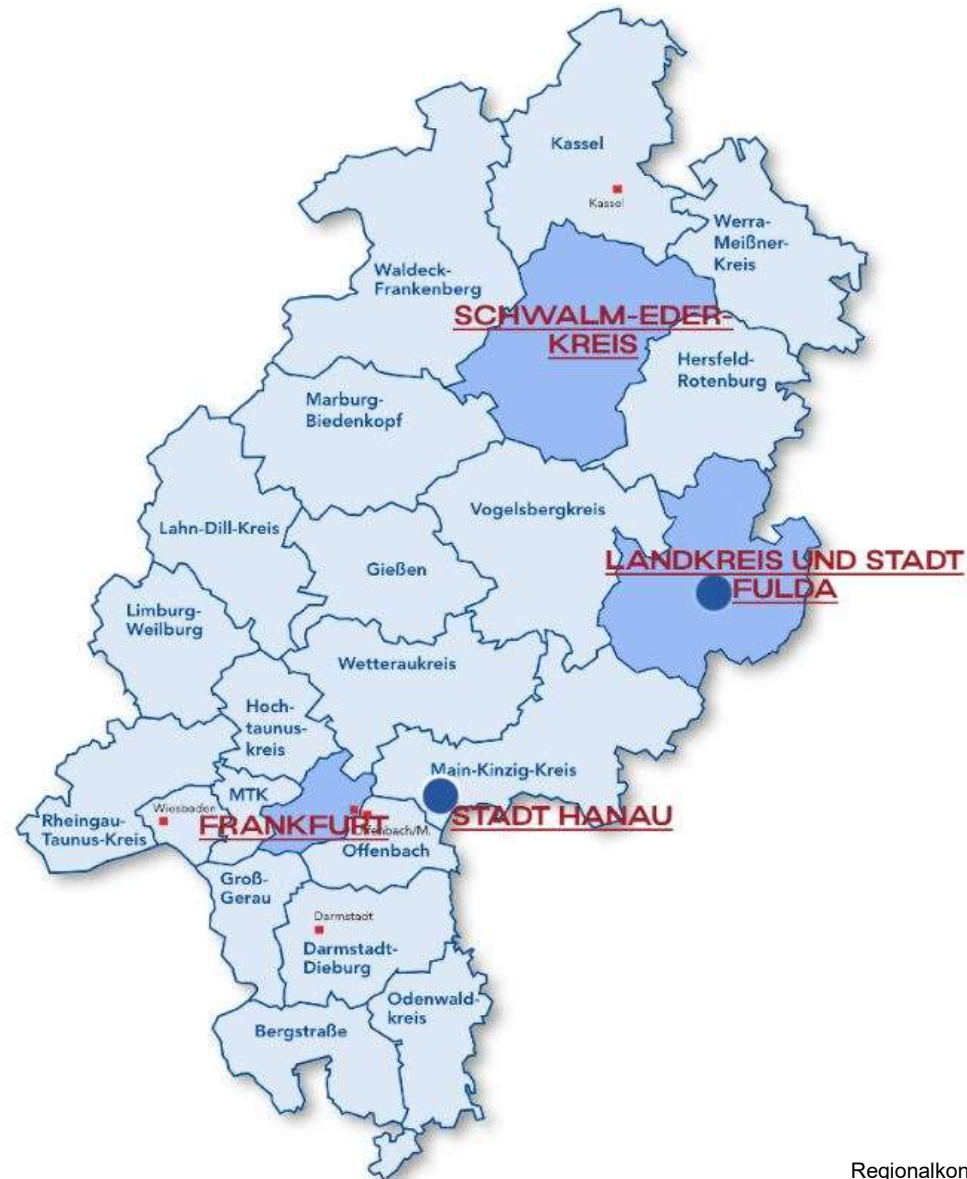 Kassel
Kassel
Werra-
Meißner-
Kreis
Waldeck-
Frankenberg
SCHWALM-EDER-
KREIS
Hersfeld-
Rotenburg
Marburg-
Biedenkopf
Vogelsbergkreis
Lahn-Dill-Kreis
Gießen
LANDKREIS UND STADT
FULDA
Limburg-
Weilburg
Wetteraukreis
Hoch-
taunus-
kreis
Main-Kinzig-Kreis
MTK
Wiesbaden
Rheingau-
Taunus-Kreis
FRANKFURT
STADT HANAU
Offenbach/M.
Offenbach
Groß-
Gerau
Darmstadt
Darmstadt-
Dieburg
Odenwald-
kreis
Bergstraße
Regionalkon